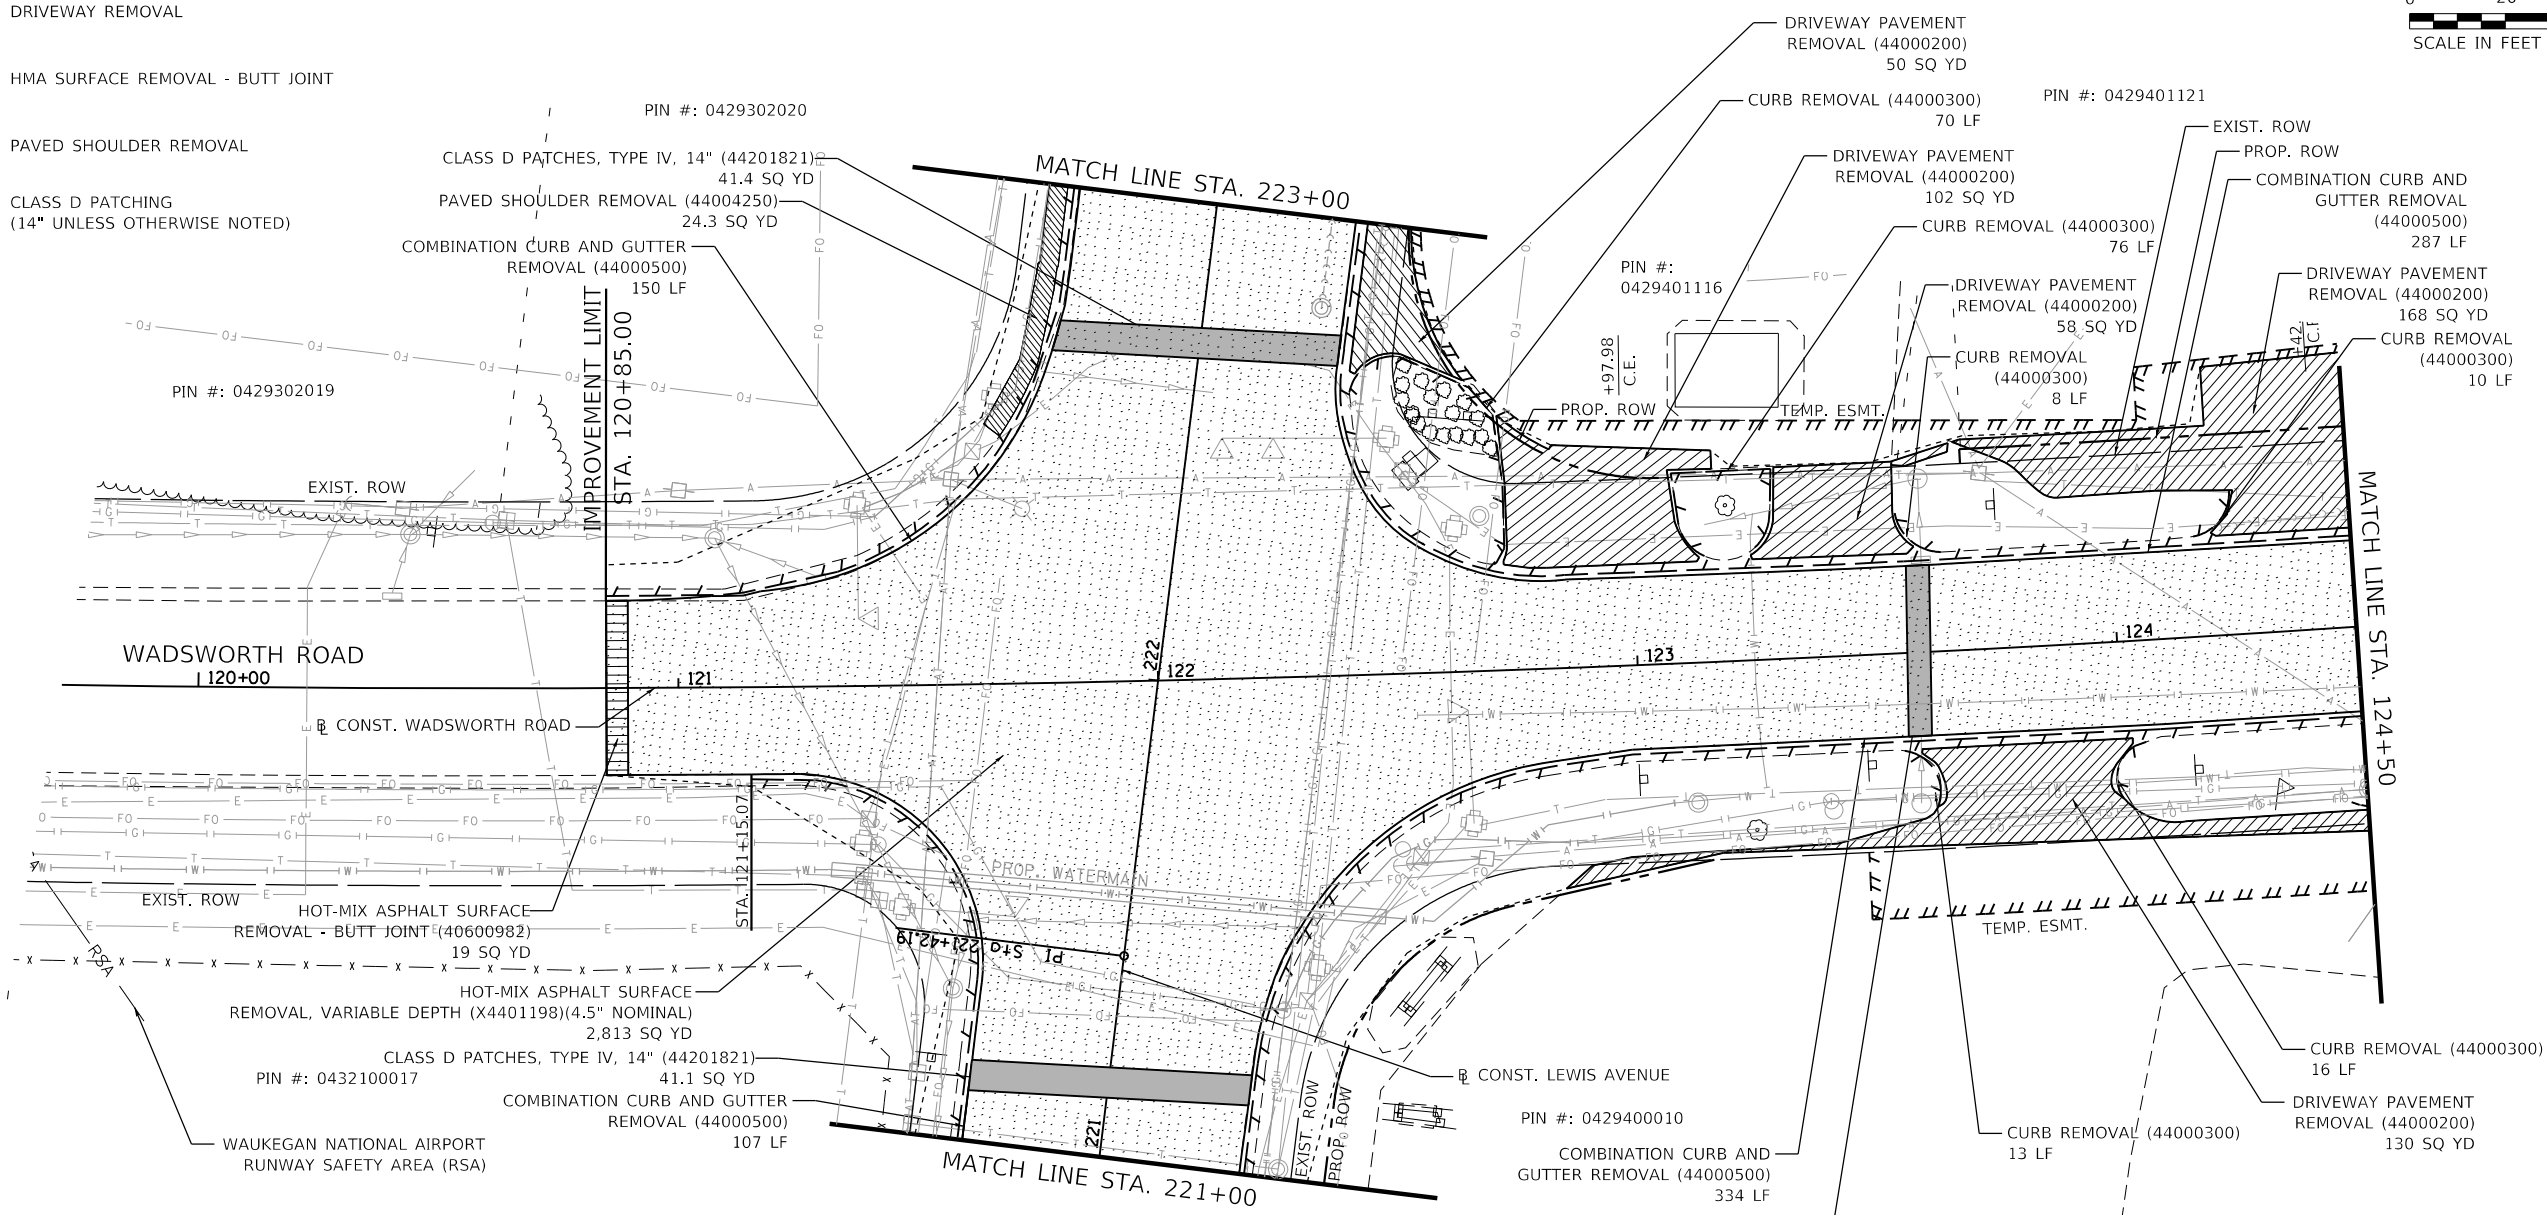 DRIVEWAY REMOVAL
HMA SURFACE REMOVAL - BUTT JOINT
PAVED SHOULDER REMOVAL
CLASS D PATCHING
(14" UNLESS OTHERWISE NOTED)
SCALE IN FEET
PIN #: 0429302020
CLASS D PATCHES, TYPE IV, 14" (44201821)
41.4 SQ YD
PAVED SHOULDER REMOVAL (44004250)
24.3 SQ YD
COMBINATION CURB AND GUTTER
REMOVAL (44000500)
150 LF
MATCH LINE STA. 223+00
DRIVEWAY PAVEMENT
REMOVAL (44000200)
50 SQ YD
CURB REMOVAL (44000300)
70 LF
PIN #: 0429401121
DRIVEWAY PAVEMENT
REMOVAL (44000200)
102 SQ YD
EXIST. ROW
PROP. ROW
COMBINATION CURB AND
GUTTER REMOVAL
(44000500)
287 LF
CURB REMOVAL (44000300)
76 LF
PIN #:
0429401116
DRIVEWAY PAVEMENT
REMOVAL (44000200)
58 SQ YD
DRIVEWAY PAVEMENT
REMOVAL (44000200)
168 SQ YD
CURB REMOVAL
(44000300)
8 LF
CURB REMOVAL
(44000300)
10 LF
+97.98
C.E.
+42
PROP. ROW
TEMP. ESMT.
IMPROVEMENT LIMIT
STA. 120+85.00
PIN #: 0429302019
EXIST. ROW
WADSWORTH ROAD
120+00
121
222
122
123
124
MATCH LINE STA. 124+50
℄ CONST. WADSWORTH ROAD
STA. 121+15.07
EXIST. ROW
PROP. WATERMAIN
HOT-MIX ASPHALT SURFACE
REMOVAL - BUTT JOINT (40600982)
19 SQ YD
RSA
PI Sta 221+42.19
TEMP. ESMT.
HOT-MIX ASPHALT SURFACE
REMOVAL, VARIABLE DEPTH (X4401198)(4.5" NOMINAL)
2,813 SQ YD
CLASS D PATCHES, TYPE IV, 14" (44201821)
41.1 SQ YD
PIN #: 0432100017
COMBINATION CURB AND GUTTER
REMOVAL (44000500)
107 LF
WAUKEGAN NATIONAL AIRPORT
RUNWAY SAFETY AREA (RSA)
221
MATCH LINE STA. 221+00
EXIST ROW
PROP. ROW
℄ CONST. LEWIS AVENUE
PIN #: 0429400010
COMBINATION CURB AND
GUTTER REMOVAL (44000500)
334 LF
CURB REMOVAL (44000300)
13 LF
CURB REMOVAL (44000300)
16 LF
DRIVEWAY PAVEMENT
REMOVAL (44000200)
130 SQ YD